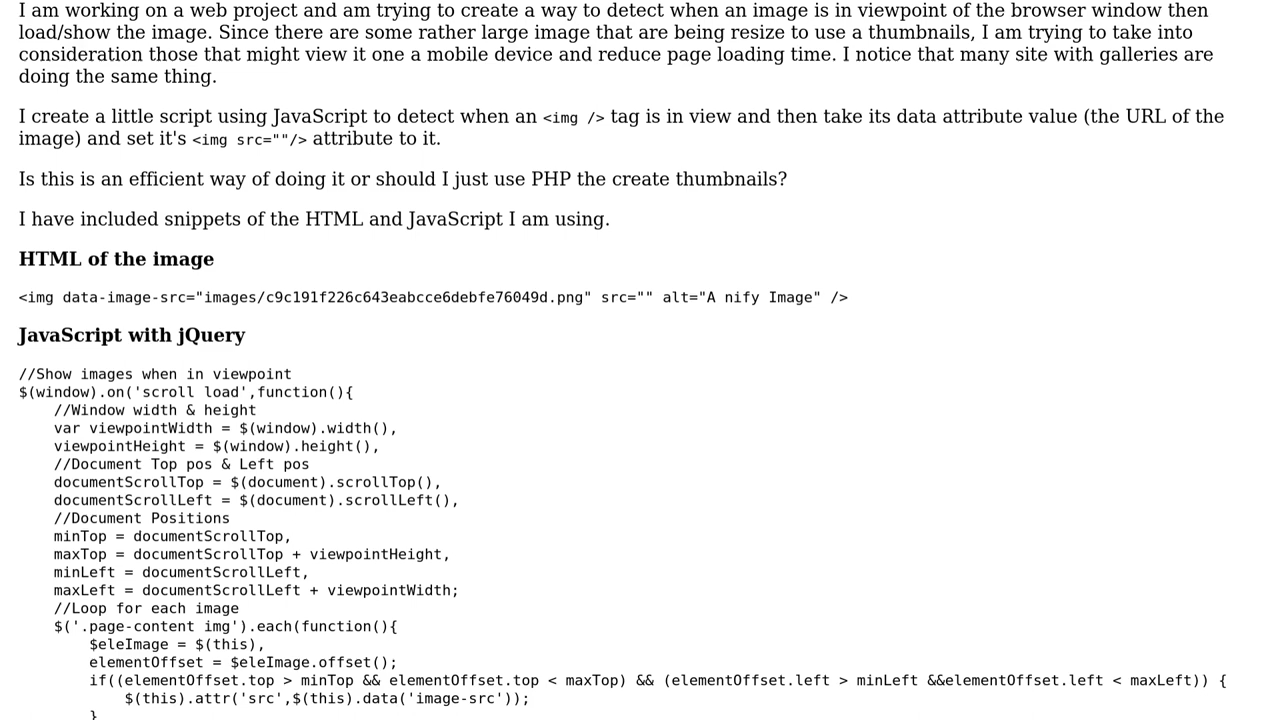 I am working on a web project and am trying to create a way to detect when an image is in viewpoint of the browser window then
load/show the image. Since there are some rather large image that are being resize to use a thumbnails, I am trying to take into
consideration those that might view it one a mobile device and reduce page loading time. I notice that many site with galleries are
doing the same thing.
I create a little script using JavaScript to detect when an <img /> tag is in view and then take its data attribute value (the URL of the
image) and set it's <img src=""/> attribute to it.
Is this is an efficient way of doing it or should I just use PHP the create thumbnails?
I have included snippets of the HTML and JavaScript I am using.
HTML of the image
<img data-image-src="images/c9c191f226c643eabcce6debfe76049d.png" src="" alt="A nify Image" />
JavaScript with jQuery
//Show images when in viewpoint
$(window).on('scroll load',function(){
    //Window width & height
    var viewpointWidth = $(window).width(),
    viewpointHeight = $(window).height(),
    //Document Top pos & Left pos
    documentScrollTop = $(document).scrollTop(),
    documentScrollLeft = $(document).scrollLeft(),
    //Document Positions
    minTop = documentScrollTop,
    maxTop = documentScrollTop + viewpointHeight,
    minLeft = documentScrollLeft,
    maxLeft = documentScrollLeft + viewpointWidth;
    //Loop for each image
    $('.page-content img').each(function(){
        $eleImage = $(this),
        elementOffset = $eleImage.offset();
        if((elementOffset.top > minTop && elementOffset.top < maxTop) && (elementOffset.left > minLeft &&elementOffset.left < maxLeft)) {
            $(this).attr('src',$(this).data('image-src'));
        }